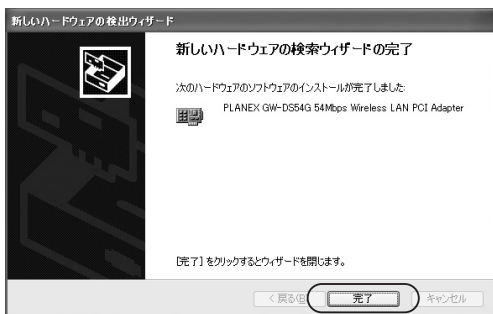 新しいハードウェアの検出ウィザード
新しいハードウェアの検索ウィザードの完了
次のハードウェアのソフトウェアのインストールが完了しました:
PLANEX GW-DS54G 54Mbps Wireless LAN PCI Adapter
[完了] をクリックするとウィザードを閉じます。
< 戻る(B) 完了 キャンセル